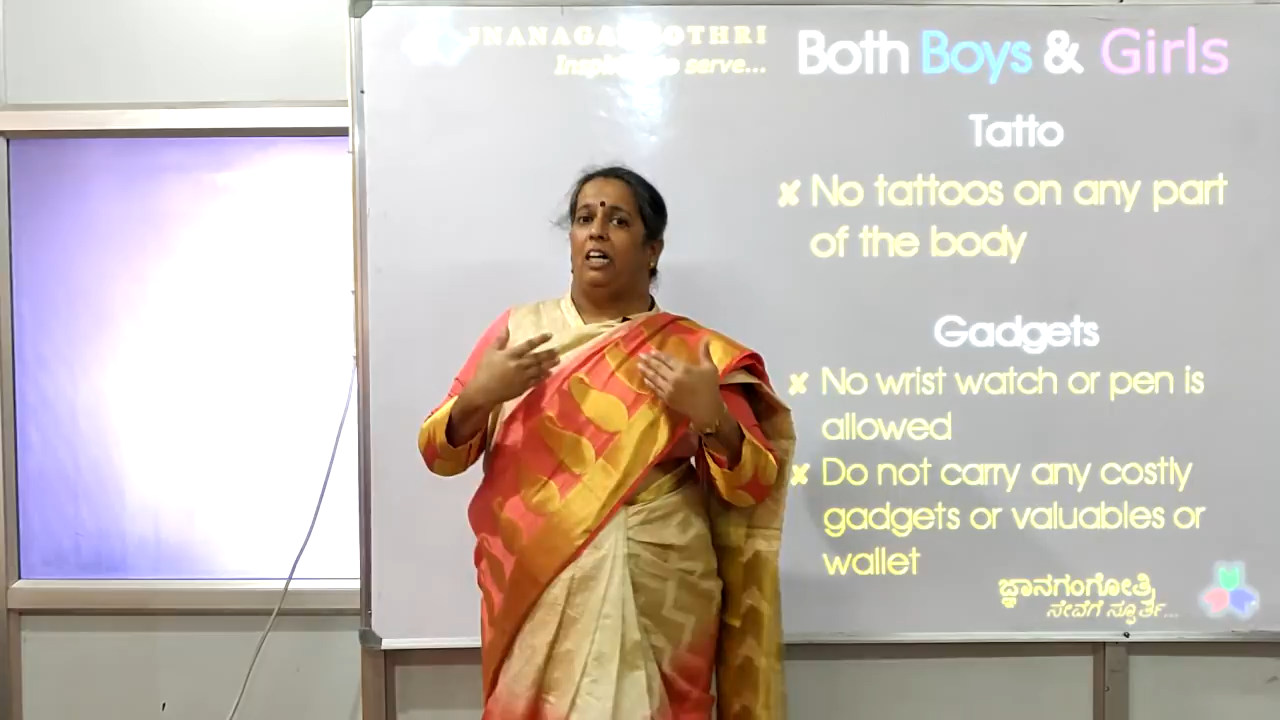 Both Boys & Girls
Tatto
✘ No tattoos on any part
of the body
Gadgets
✘ No wrist watch or pen is
allowed
✘ Do not carry any costly
gadgets or valuables or
wallet
serve...
ಜ್ಞಾನಗಂಗೋತ್ರಿ
ಸೇವೆಗೆ ಸ್ಫೂರ್ತಿ...